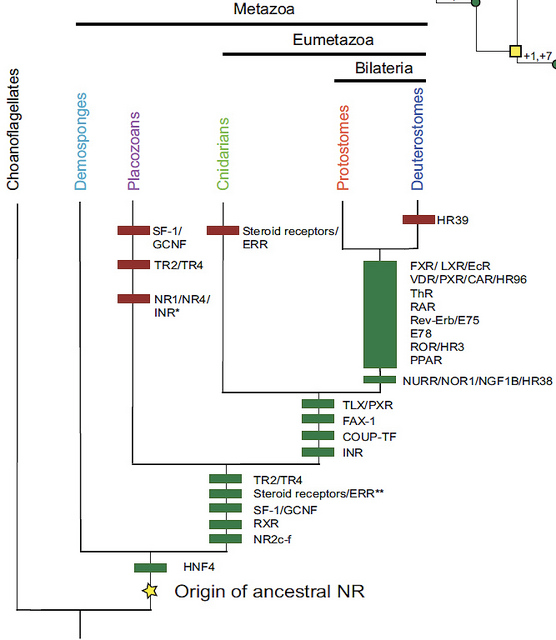 Metazoa
Eumetazoa
Bilateria
+1,+7
Choanoflagellates
Demosponges
Placozoans
Cnidarians
Protostomes
Deuterostomes
SF-1/
GCNF
TR2/TR4
NR1/NR4/
INR*
Steroid receptors/
ERR
HR39
FXR/ LXR/EcR
VDR/PXR/CAR/HR96
ThR
RAR
Rev-Erb/E75
E78
ROR/HR3
PPAR
NURR/NOR1/NGF1B/HR38
TLX/PXR
FAX-1
COUP-TF
INR
TR2/TR4
Steroid receptors/ERR**
SF-1/GCNF
RXR
NR2c-f
HNF4
Origin of ancestral NR